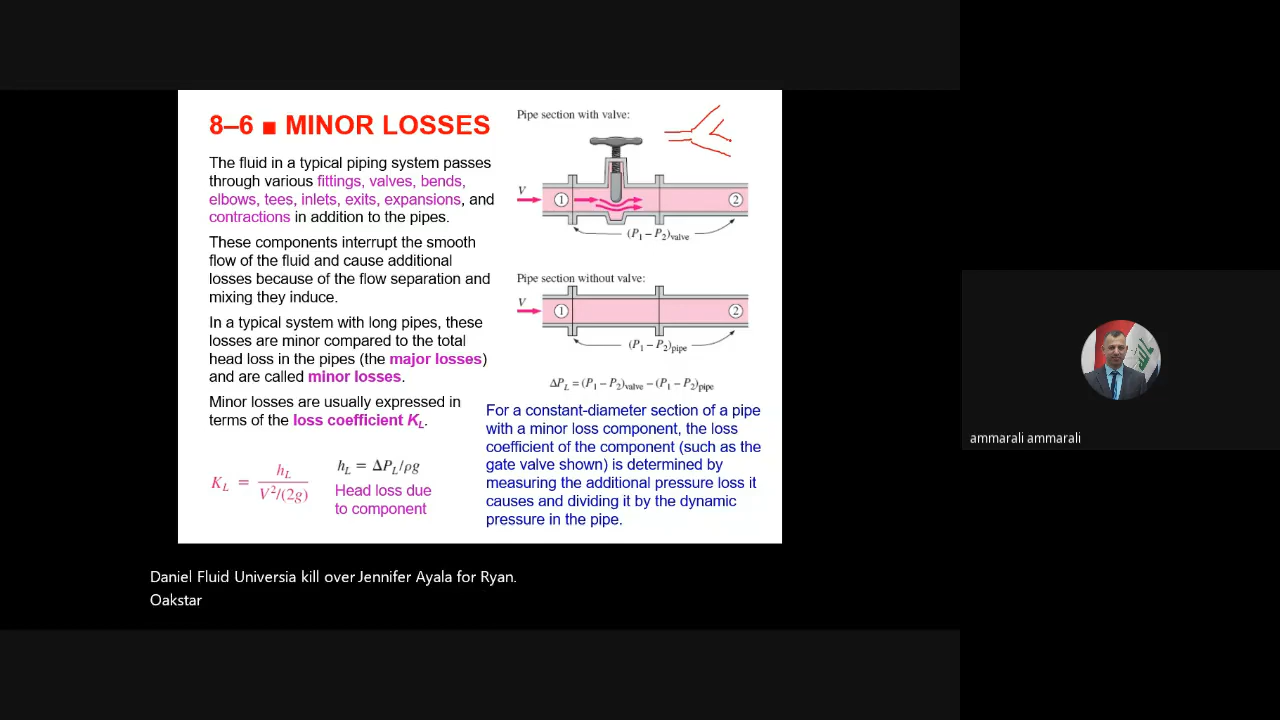 8–6 ■ MINOR LOSSES
The fluid in a typical piping system passes
through various fittings, valves, bends,
elbows, tees, inlets, exits, expansions, and
contractions in addition to the pipes.
These components interrupt the smooth
flow of the fluid and cause additional
losses because of the flow separation and
mixing they induce.
In a typical system with long pipes, these
losses are minor compared to the total
head loss in the pipes (the major losses)
and are called minor losses.
Minor losses are usually expressed in
terms of the loss coefficient K_L.
K_L = h_L / V²/(2g)
h_L = ΔP_L/ρg
Head loss due
to component
Pipe section with valve:
V
1
2
(P₁ – P₂)valve
Pipe section without valve:
V
1
2
(P₁ – P₂)pipe
ΔP_L = (P₁ – P₂)valve – (P₁ – P₂)pipe
For a constant-diameter section of a pipe
with a minor loss component, the loss
coefficient of the component (such as the
gate valve shown) is determined by
measuring the additional pressure loss it
causes and dividing it by the dynamic
pressure in the pipe.
ammarali ammarali
Daniel Fluid Universia kill over Jennifer Ayala for Ryan.
Oakstar